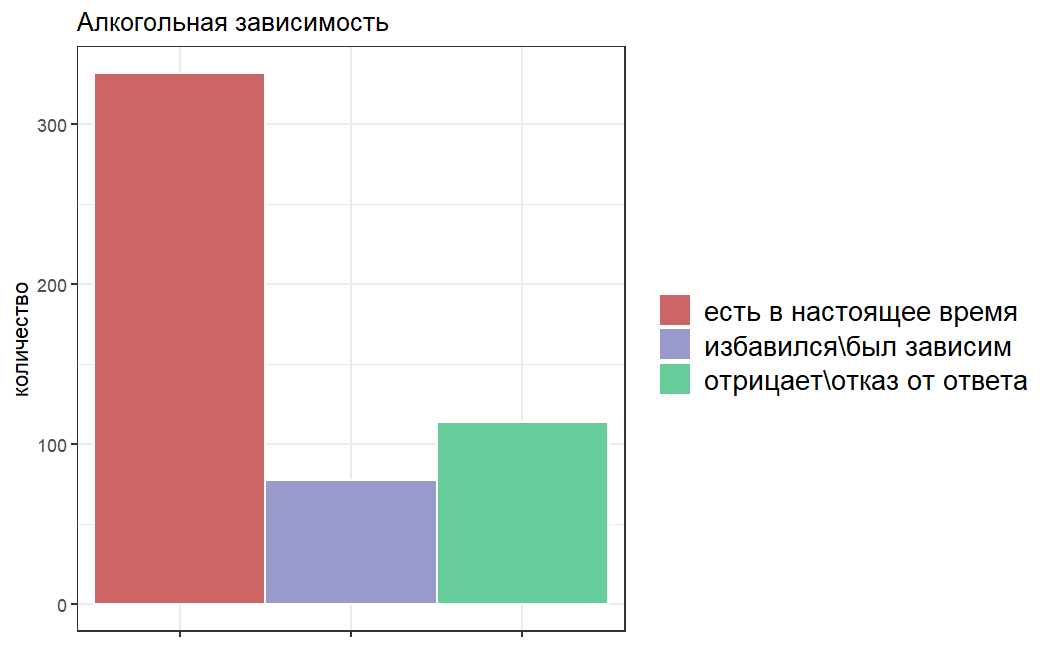 Алкогольная зависимость
количество
300
200
100
0
есть в настоящее время
избавился\был зависим
отрицает\отказ от ответа